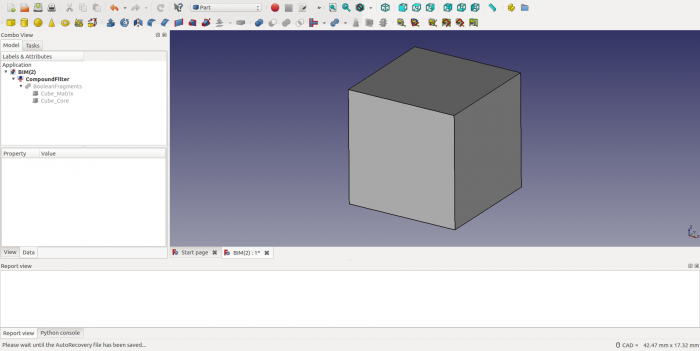 Part
Combo View
Model Tasks
Labels & Attributes
Application
BIM(2)
CompoundFilter
BooleanFragments
Cube_Matrix
Cube_Core
Property Value
View Data
Start page BIM(2) : 1*
Report view
Report view Python console
Please wait until the AutoRecovery file has been saved... CAD 42.47 mm x 17.32 mm